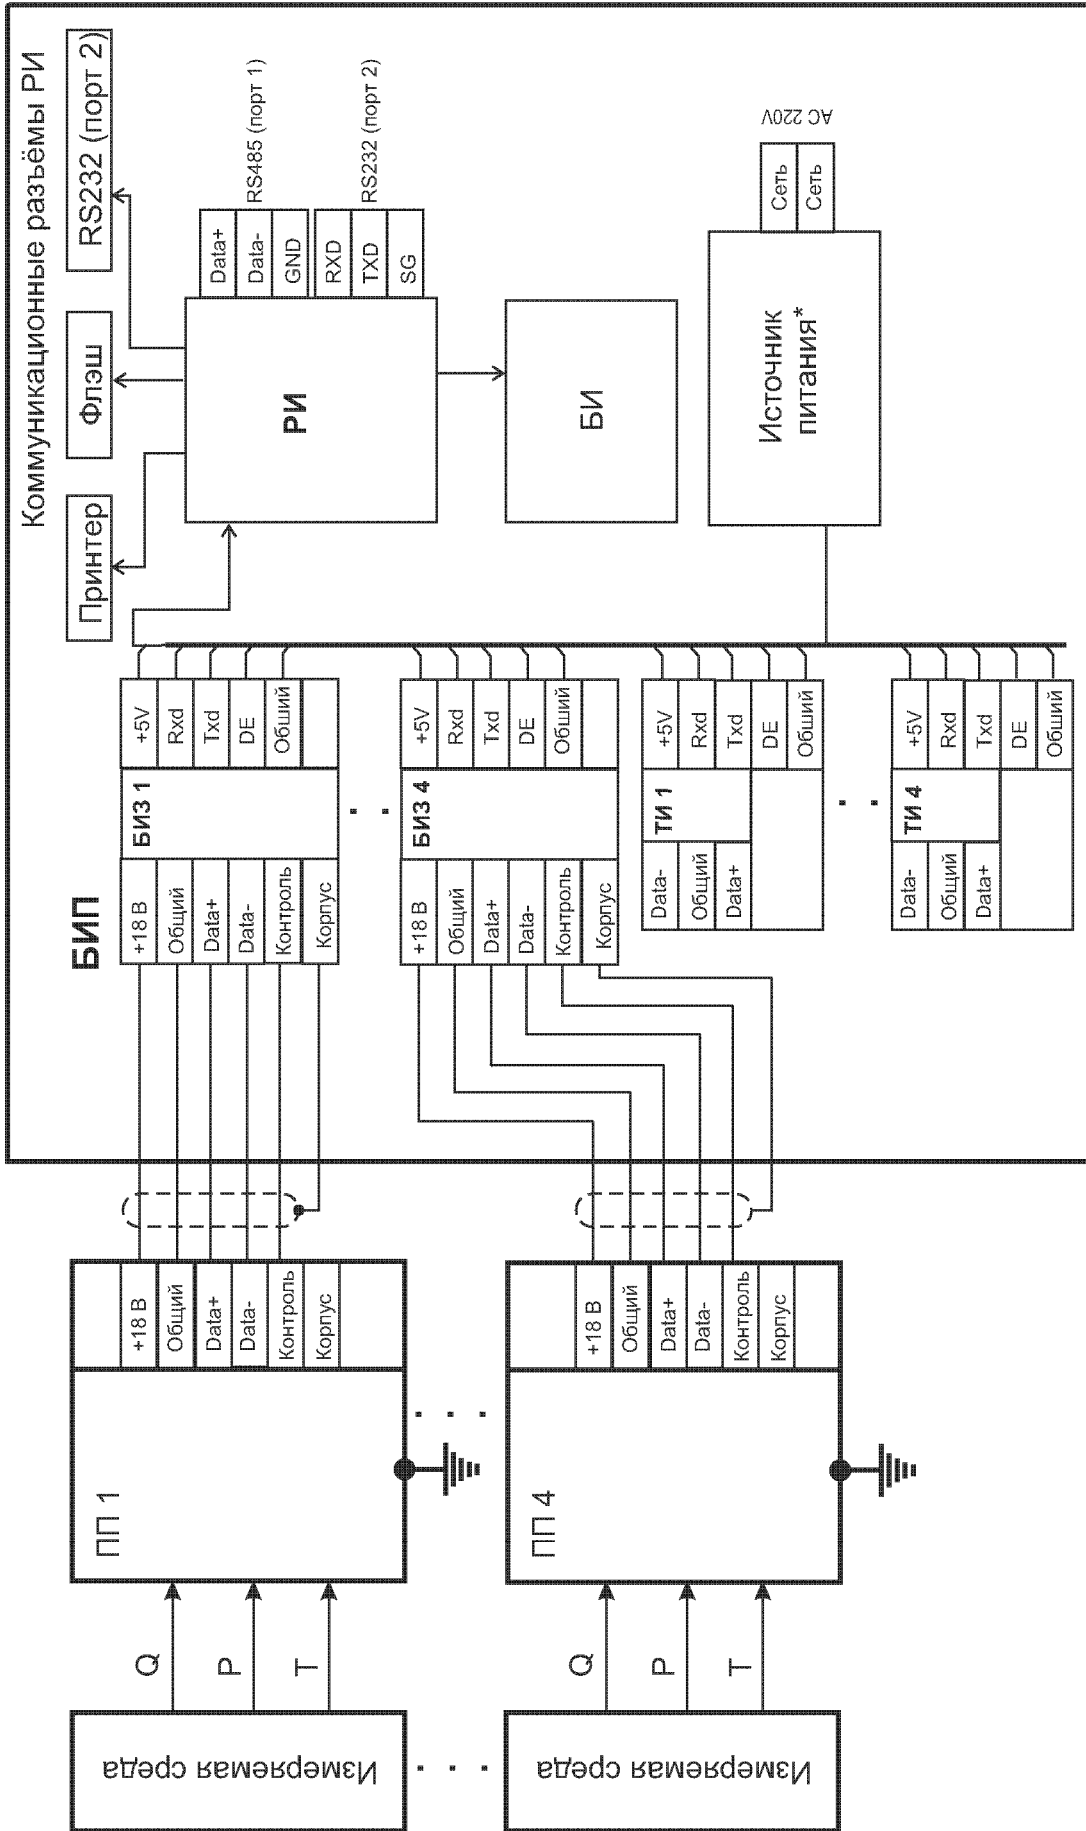 Коммуникационные разъёмы РИ
Принтер
Флэш
RS232 (порт 2)
РИ
Data+
Data-
GND
RXD
TXD
SG
RS485 (порт 1)
RS232 (порт 2)
БИ
Источник
питания*
Сеть
Сеть
AC 220V
БИП
+18 В
Общий
Data+
Data-
Контроль
Корпус
БИЗ 1
+5V
Rxd
Txd
DE
Обший
. .
+18 В
Общий
Data+
Data-
Контроль
Корпус
БИЗ 4
+5V
Rxd
Txd
DE
Обший
Data-
Общий
Data+
ТИ 1
+5V
Rxd
Txd
DE
Обший
. .
Data-
Общий
Data+
ТИ 4
+5V
Rxd
Txd
DE
Обший
Измеряемая среда
Q
P
T
ПП 1
+18 В
Общий
Data+
Data-
Контроль
Корпус
. . .
. . .
Измеряемая среда
Q
P
T
ПП 4
+18 В
Общий
Data+
Data-
Контроль
Корпус